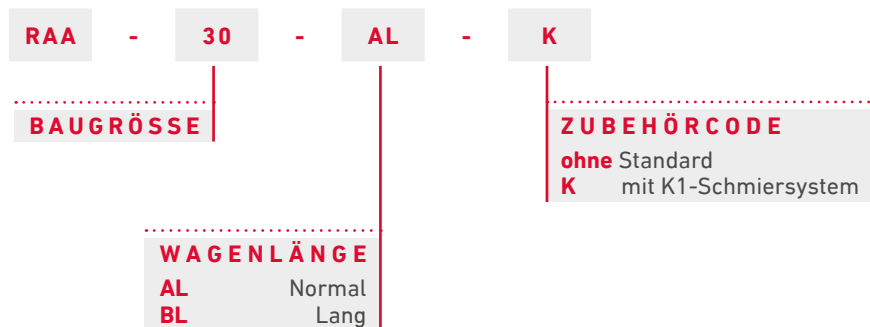 RAA - 30 - AL - K
BAUGRÖSSE
ZUBEHÖRCODE
ohne Standard
K mit K1-Schmiersystem
WAGENLÄNGE
AL Normal
BL Lang